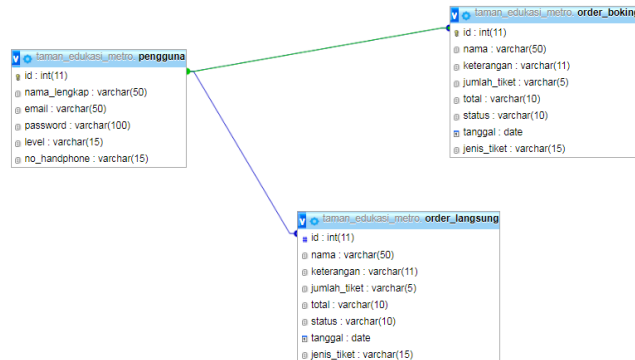 taman_edukasi_metro. order_boking
id : int(11)
nama : varchar(50)
keterangan : varchar(11)
jumlah_tiket : varchar(5)
total : varchar(10)
status : varchar(10)
tanggal : date
jenis_tiket : varchar(15)
taman_edukasi_metro. pengguna
id : int(11)
nama_lengkap : varchar(50)
email : varchar(50)
password : varchar(100)
level : varchar(15)
no_handphone : varchar(15)
taman_edukasi_metro. order_langsung
id : int(11)
nama : varchar(50)
keterangan : varchar(11)
jumlah_tiket : varchar(5)
total : varchar(10)
status : varchar(10)
tanggal : date
jenis_tiket : varchar(15)